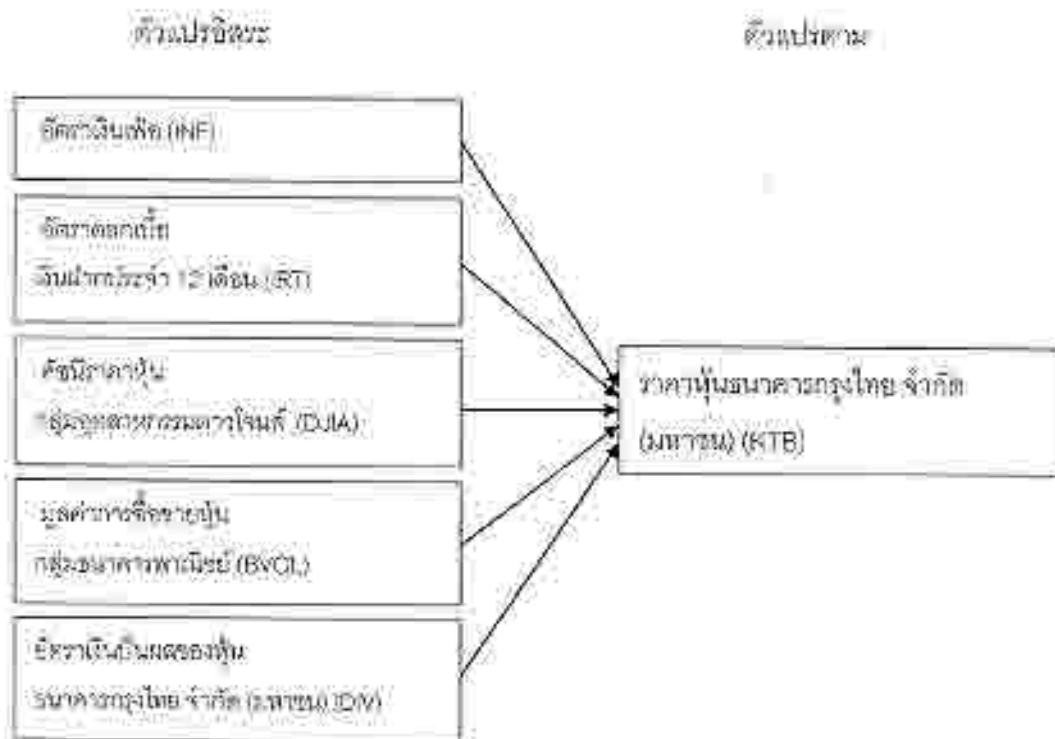 ตัวแปรอิสระ
ตัวแปรตาม
อัตราเงินเฟ้อ (INF)
อัตราดอกเบี้ย
เงินฝากประจำ 12 เดือน (IRT)
ดัชนีราคาหุ้น
กลุ่มอุตสาหกรรมดาวโจนส์ (DJIA)
ราคาหุ้นธนาคารกรุงไทย จำกัด
(มหาชน) (KTB)
มูลค่าการซื้อขายหุ้น
กลุ่มธนาคารพาณิชย์ (BVOL)
อัตราเงินปันผลของหุ้น
ธนาคารกรุงไทย จำกัด (มหาชน) (DIV)